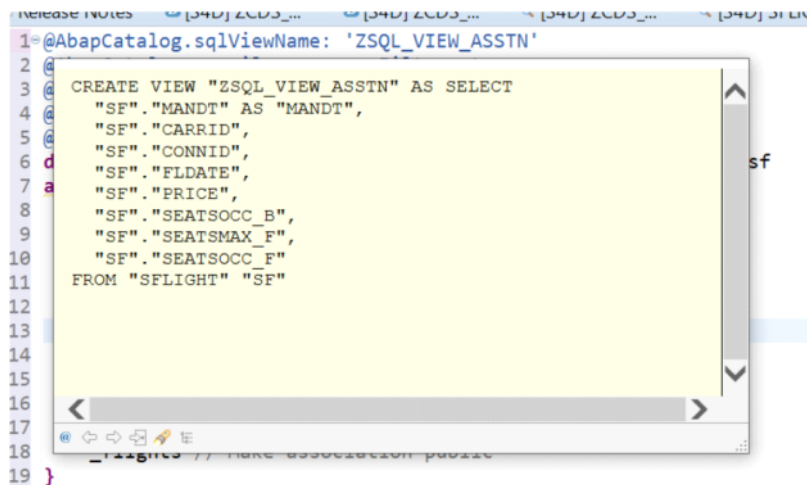 Release Notes [S4D] ZCDS_... [S4D] ZCDS_... [S4D] ZCDS_... [S4D] SFLI
1 @AbapCatalog.sqlViewName: 'ZSQL_VIEW_ASSTN'
2 @
3 @
4 @
5 @
6 d sf
7 a
8
9
10
11
12
13
14
15
16
17
18 _flights // Make association public
19 }
CREATE VIEW "ZSQL_VIEW_ASSTN" AS SELECT
"SF"."MANDT" AS "MANDT",
"SF"."CARRID",
"SF"."CONNID",
"SF"."FLDATE",
"SF"."PRICE",
"SF"."SEATSOCC_B",
"SF"."SEATSMAX_F",
"SF"."SEATSOCC_F"
FROM "SFLIGHT" "SF"